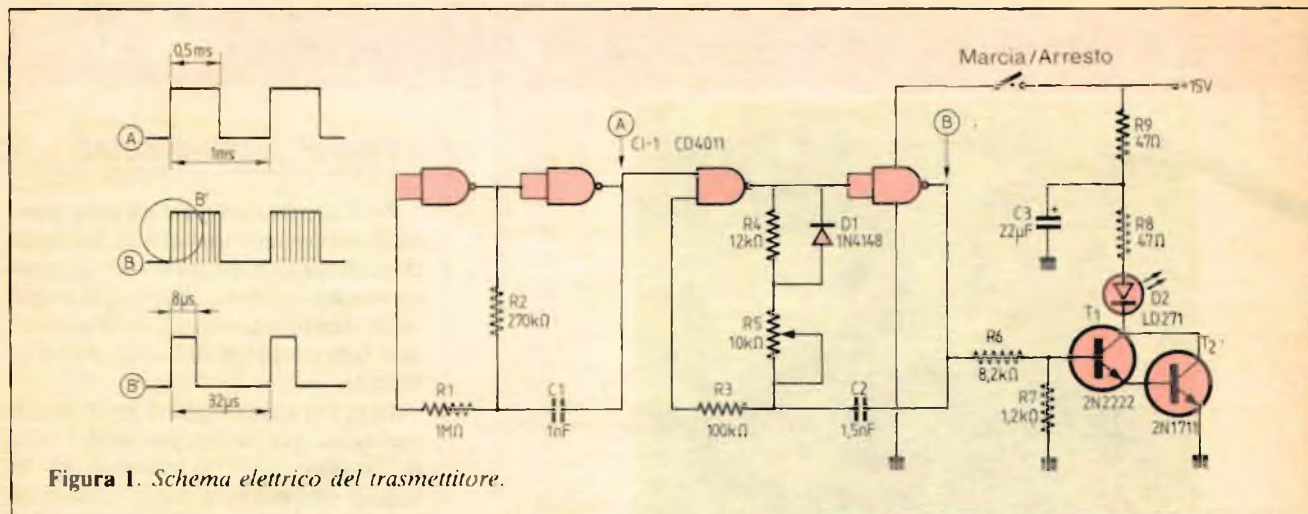 0,5ms
A
1ms
B'
B
8µs
B'
32µs
Marcia/Arresto
+15V
A
CI-1 CD4011
B
R9
47Ω
C3
22µF
+
R8
47Ω
D2
LD271
R4
12kΩ
D1
1N4148
R2
270kΩ
R5
10kΩ
R1
1MΩ
C1
1nF
R3
100kΩ
C2
1,5nF
R6
8,2kΩ
R7
1,2kΩ
T1
2N2222
T2
2N1711
Figura 1. Schema elettrico del trasmettitore.